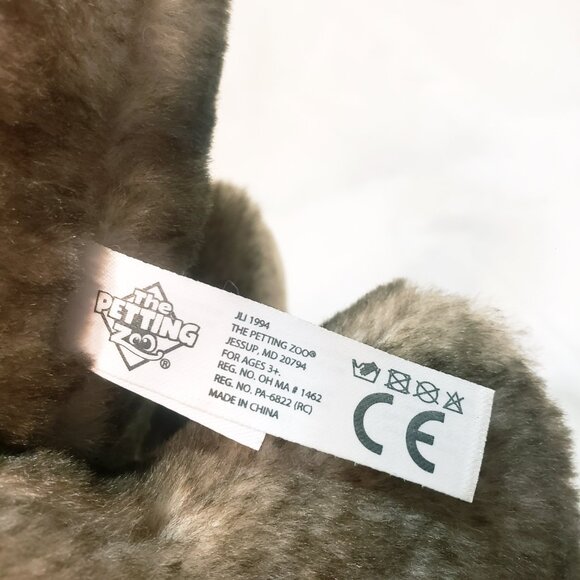 The
PETTING
ZOO
®
JLI 1994
THE PETTING ZOO®
JESSUP, MD 20794
FOR AGES 3+.
REG. NO. OH MA # 1462
REG. NO. PA-6822 (RC)
MADE IN CHINA
CE